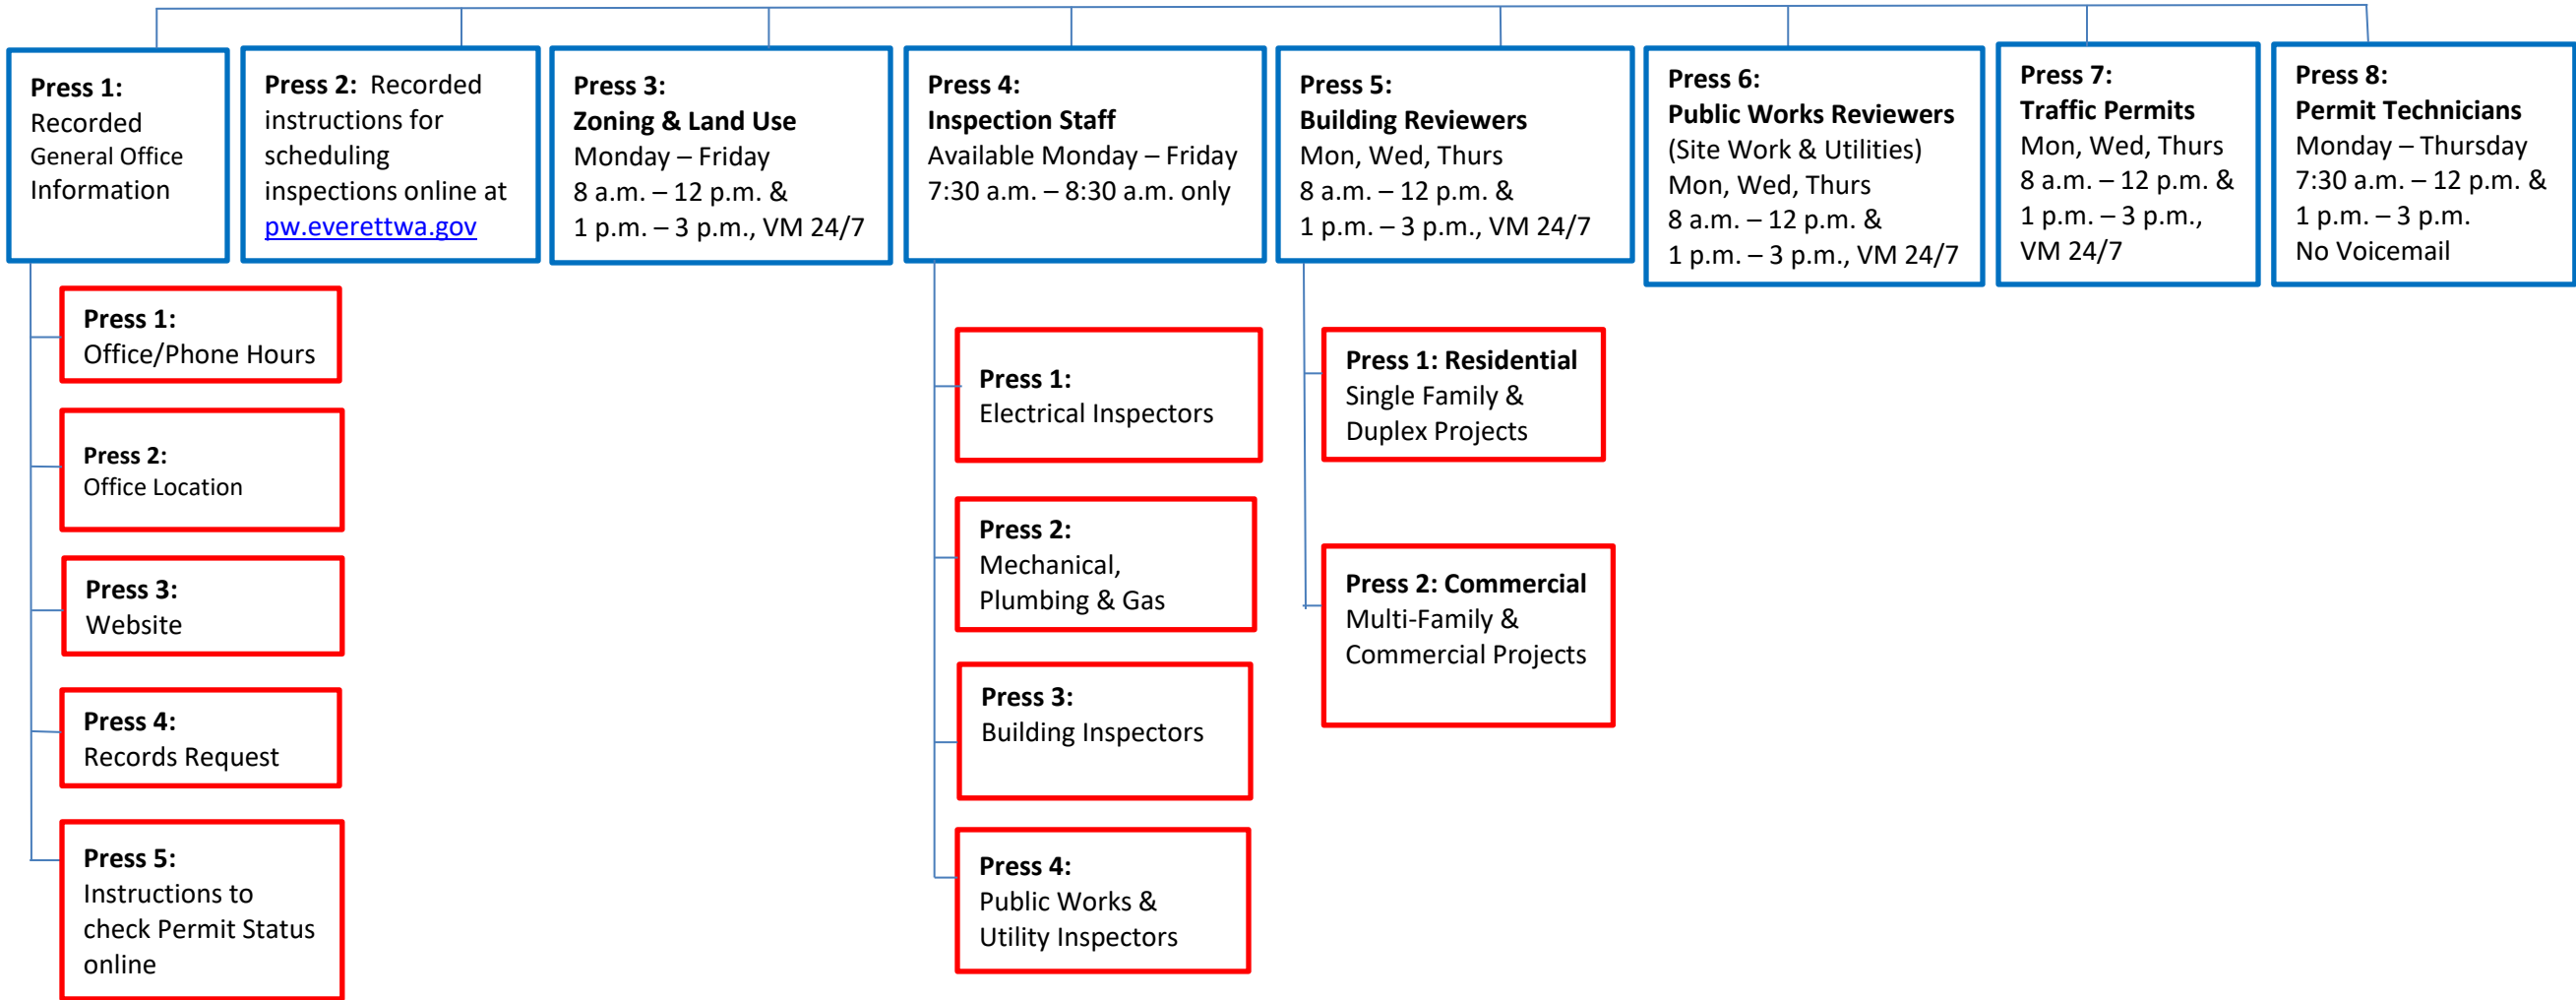 Press 1:
Recorded
General Office
Information
Press 2: Recorded
instructions for
scheduling
inspections online at
pw.everettwa.gov
Press 3:
Zoning & Land Use
Monday – Friday
8 a.m. – 12 p.m. &
1 p.m. – 3 p.m., VM 24/7
Press 4:
Inspection Staff
Available Monday – Friday
7:30 a.m. – 8:30 a.m. only
Press 5:
Building Reviewers
Mon, Wed, Thurs
8 a.m. – 12 p.m. &
1 p.m. – 3 p.m., VM 24/7
Press 6:
Public Works Reviewers
(Site Work & Utilities)
Mon, Wed, Thurs
8 a.m. – 12 p.m. &
1 p.m. – 3 p.m., VM 24/7
Press 7:
Traffic Permits
Mon, Wed, Thurs
8 a.m. – 12 p.m. &
1 p.m. – 3 p.m.,
VM 24/7
Press 8:
Permit Technicians
Monday – Thursday
7:30 a.m. – 12 p.m. &
1 p.m. – 3 p.m.
No Voicemail
Press 1:
Office/Phone Hours
Press 2:
Office Location
Press 3:
Website
Press 4:
Records Request
Press 5:
Instructions to
check Permit Status
online
Press 1:
Electrical Inspectors
Press 2:
Mechanical,
Plumbing & Gas
Press 3:
Building Inspectors
Press 4:
Public Works &
Utility Inspectors
Press 1: Residential
Single Family &
Duplex Projects
Press 2: Commercial
Multi-Family &
Commercial Projects